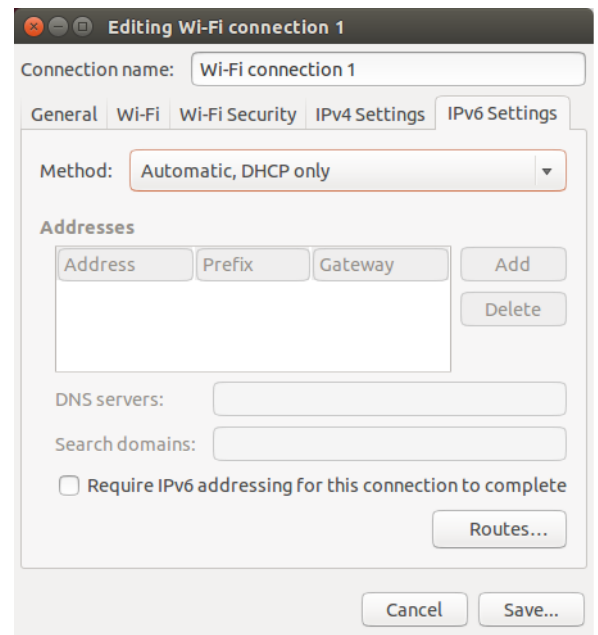 Editing Wi-Fi connection 1
Connection name: Wi-Fi connection 1
General Wi-Fi Wi-Fi Security IPv4 Settings IPv6 Settings
Method: Automatic, DHCP only
Addresses
Address Prefix Gateway Add
Delete
DNS servers:
Search domains:
Require IPv6 addressing for this connection to complete
Routes...
Cancel Save...